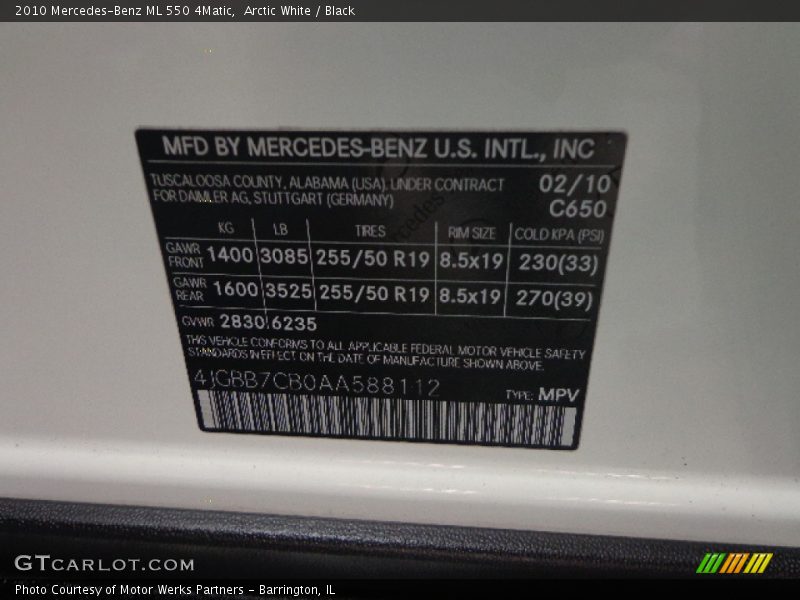 2010 Mercedes-Benz ML 550 4Matic, Arctic White / Black
MFD BY MERCEDES-BENZ U.S. INTL., INC
TUSCALOOSA COUNTY, ALABAMA (USA), UNDER CONTRACT 02/10
FOR DAIMLER AG, STUTTGART (GERMANY) C650
KG LB TIRES RIM SIZE COLD KPA (PSI)
GAWR FRONT 1400 3085 255/50 R19 8.5x19 230(33)
GAWR REAR 1600 3525 255/50 R19 8.5x19 270(39)
GVWR 2830 6235
THIS VEHICLE CONFORMS TO ALL APPLICABLE FEDERAL MOTOR VEHICLE SAFETY
STANDARDS IN EFFECT ON THE DATE OF MANUFACTURE SHOWN ABOVE.
4JGBB7CB0AA588112 TYPE: MPV
GTCARLOT.COM
Photo Courtesy of Motor Werks Partners - Barrington, IL